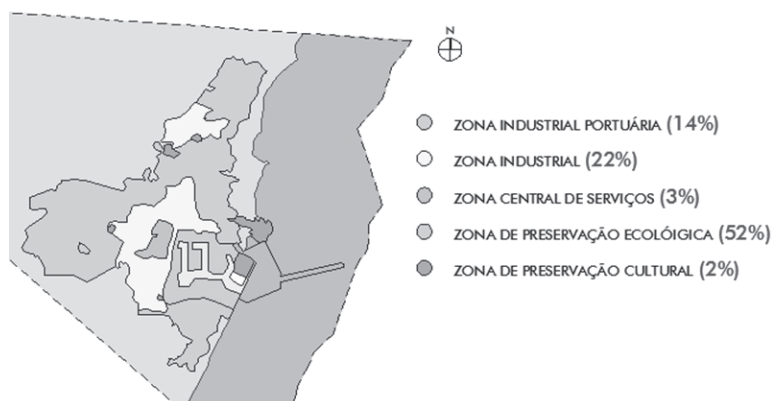 N
ZONA INDUSTRIAL PORTUÁRIA (14%)
ZONA INDUSTRIAL (22%)
ZONA CENTRAL DE SERVIÇOS (3%)
ZONA DE PRESERVAÇÃO ECOLÓIGICA (52%)
ZONA DE PRESERVAÇÃO CULTURAL (2%)